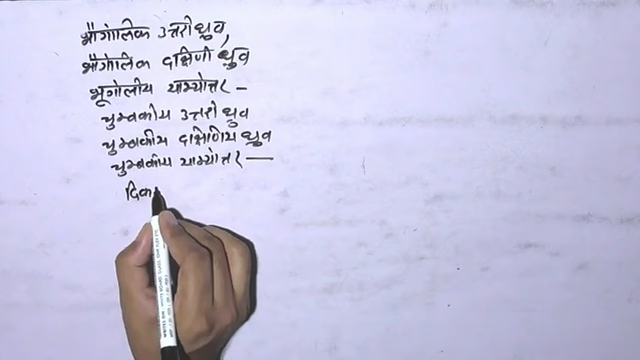 भौगोलिक उत्तरी ध्रुव,
भौगोलिक दक्षिणी ध्रुव
भूगोलीय याम्योत्तर –
चुम्बकीय उत्तरी ध्रुव
चुम्बकीय दक्षिणीय ध्रुव
चुम्बकीय याम्योत्तर —
दिक